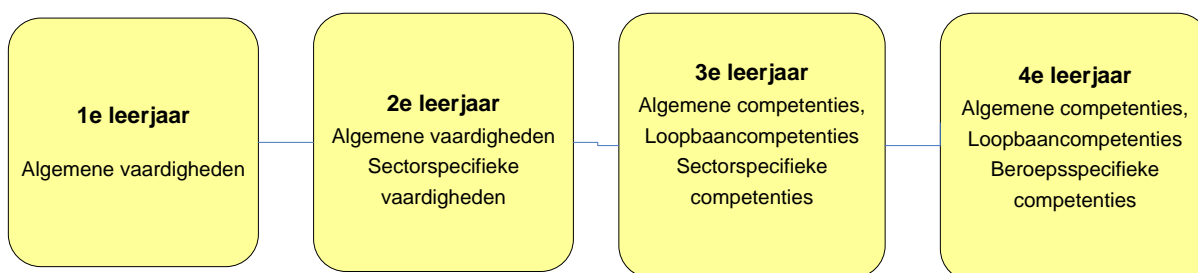 1e leerjaar
Algemene vaardigheden
2e leerjaar
Algemene vaardigheden
Sectorspecifieke
vaardigheden
3e leerjaar
Algemene competenties,
Loopbaancompetenties
Sectorspecifieke
competenties
4e leerjaar
Algemene competenties,
Loopbaancompetenties
Beroepsspecifieke
competenties